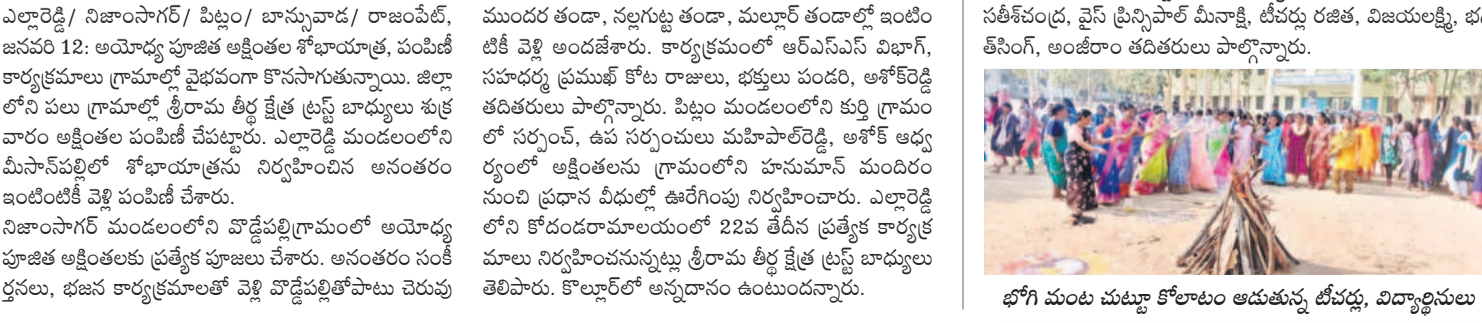 ఎల్లారెడ్డి/ నిజాంసాగర్/ పిట్లం/ బాన్సువాడ/ రాజంపేట్,
జనవరి 12: అయోధ్య పూజిత అక్షింతల శోభాయాత్ర, పంపిణీ
కార్యక్రమాలు గ్రామాల్లో వైభవంగా కొనసాగుతున్నాయి. జిల్లా
లోని పలు గ్రామాల్లో శ్రీరామ తీర్థ క్షేత్ర ట్రస్ట్ బాధ్యులు శుక్ర
వారం అక్షింతల పంపిణీ చేపట్టారు. ఎల్లారెడ్డి మండలంలోని
మీసాన్‌పల్లిలో శోభాయాత్రను నిర్వహించిన అనంతరం
ఇంటింటికీ వెళ్లి పంపిణీ చేశారు.
నిజాంసాగర్ మండలంలోని వొడ్డేపల్లిగ్రామంలో అయోధ్య
పూజిత అక్షింతలకు ప్రత్యేక పూజలు చేశారు. అనంతరం సంకీ
ర్తనలు, భజన కార్యక్రమాలతో వెళ్లి వొడ్డేపల్లితోపాటు చెరువు
ముందర తండా, నల్లగుట్ట తండా, మల్లూర్ తండాల్లో ఇంటిం
టికీ వెళ్లి అందజేశారు. కార్యక్రమంలో ఆర్ఎస్ఎస్ విభాగ్,
సహధర్మ ప్రముఖ్ కోట రాజులు, భక్తులు పండరి, అశోక్‌రెడ్డి
తదితరులు పాల్గొన్నారు. పిట్లం మండలంలోని కుర్తి గ్రామం
లో సర్పంచ్, ఉప సర్పంచులు మహిపాల్‌రెడ్డి, అశోక్ ఆధ్వ
ర్యంలో అక్షింతలను గ్రామంలోని హనుమాన్ మందిరం
నుంచి ప్రధాన వీధుల్లో ఊరేగింపు నిర్వహించారు. ఎల్లారెడ్డి
లోని కోదండరామాలయంలో 22వ తేదీన ప్రత్యేక కార్యక్ర
మాలు నిర్వహించనున్నట్లు శ్రీరామ తీర్థ క్షేత్ర ట్రస్ట్ బాధ్యులు
తెలిపారు. కొల్లూర్‌లో అన్నదానం ఉంటుందన్నారు.
సతీశ్‌చంద్ర, వైస్ ప్రిన్సిపాల్ మీనాక్షి, టీచర్లు రజిత, విజయలక్ష్మి,
త్‌సింగ్, అంజీరాం తదితరులు పాల్గొన్నారు.
భోగి మంట చుట్టూ కోలాటం ఆడుతున్న టీచర్లు, విద్యార్థినులు